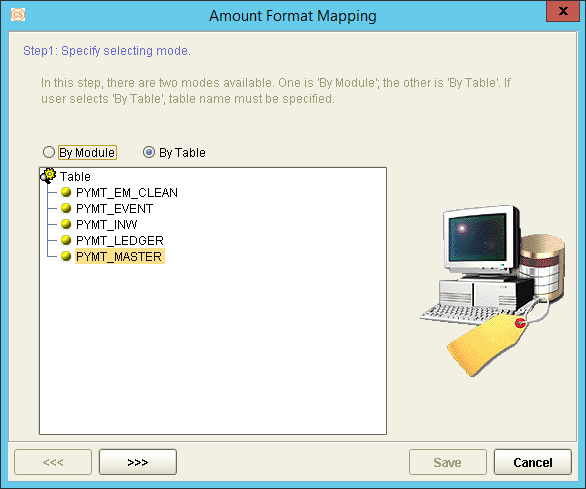 Amount Format Mapping
Step1: Specify selecting mode.
In this step, there are two modes available. One is 'By Module'; the other is 'By Table'. If
user selects 'By Table', table name must be specified.
By Module By Table
Table
PYMT_EM_CLEAN
PYMT_EVENT
PYMT_INW
PYMT_LEDGER
PYMT_MASTER
<<< >>> Save Cancel